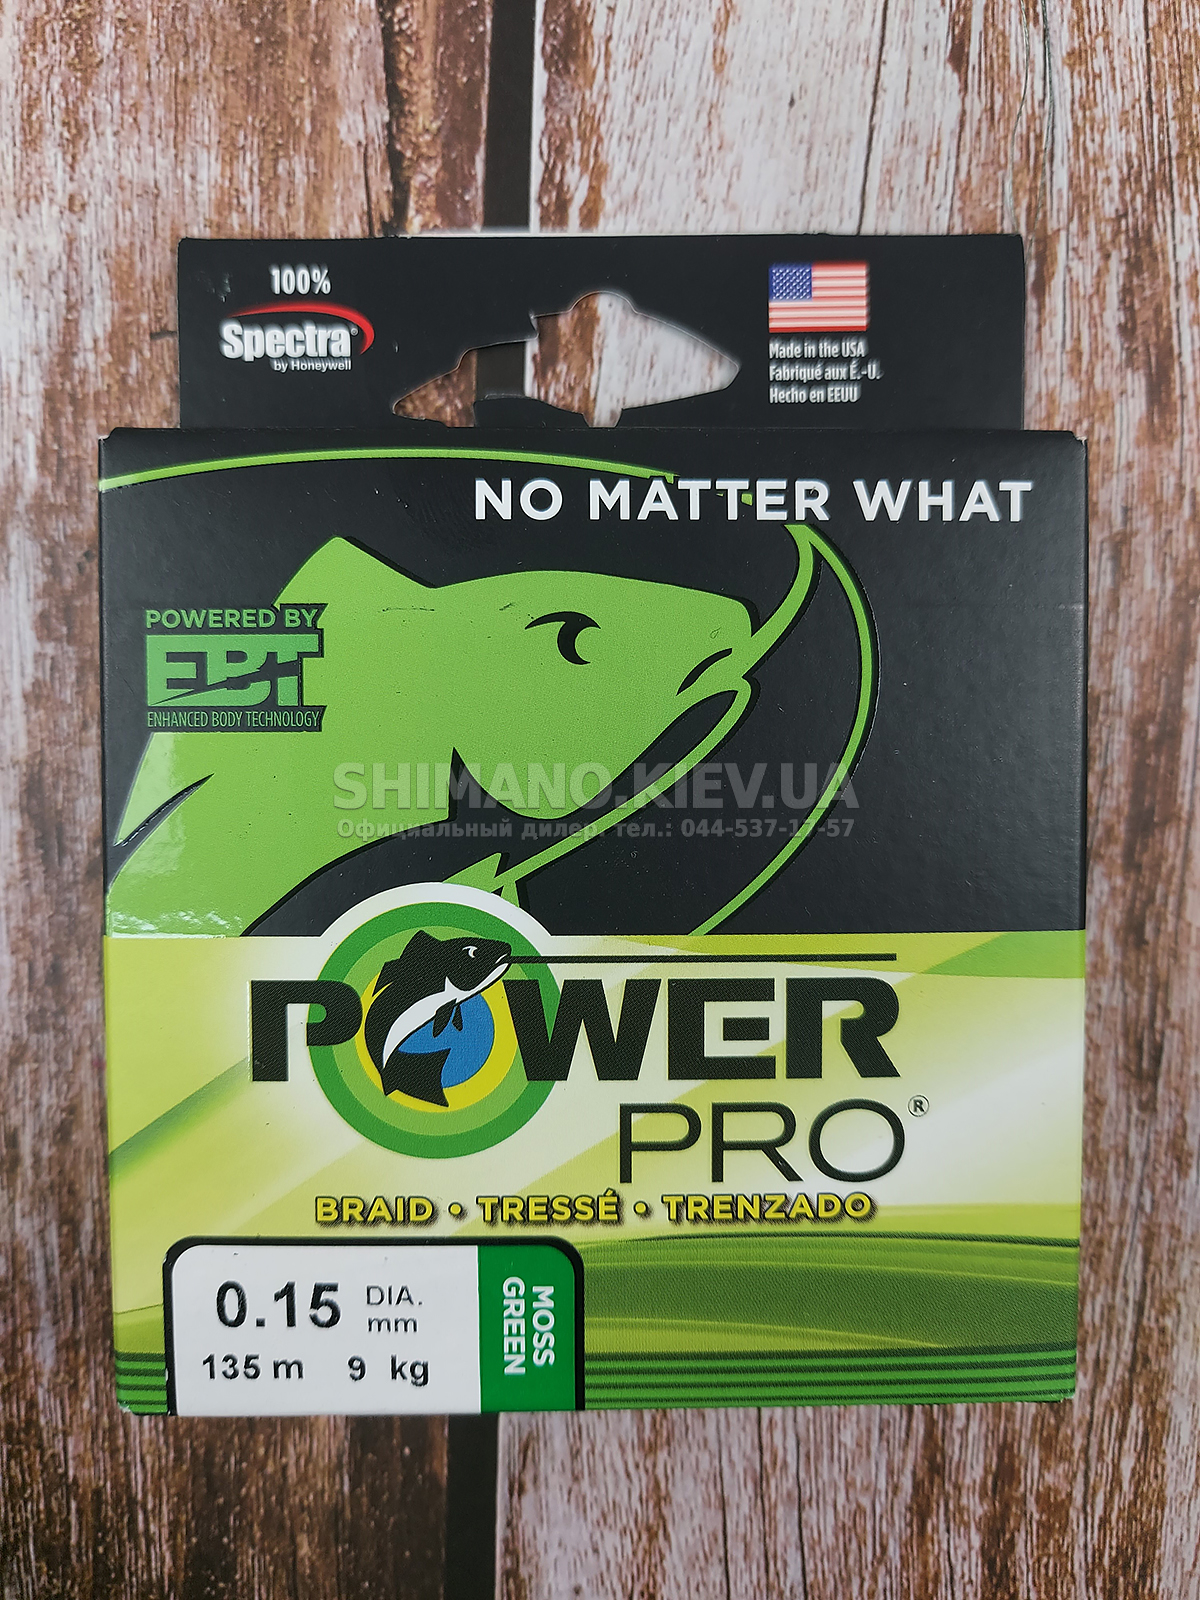 100%
Spectra®
by Honeywell
Made in the USA
Fabriqué aux É.-U.
Hecho en EEUU
NO MATTER WHAT
POWERED BY
EBT
ENHANCED BODY TECHNOLOGY
SHIMANO.KIEV.UA
Официальный дилер. тел.: 044-537-17-57
POWER
PRO®
BRAID • TRESSÉ • TRENZADO
0.15 DIA. mm
135 m 9 kg
MOSS
GREEN